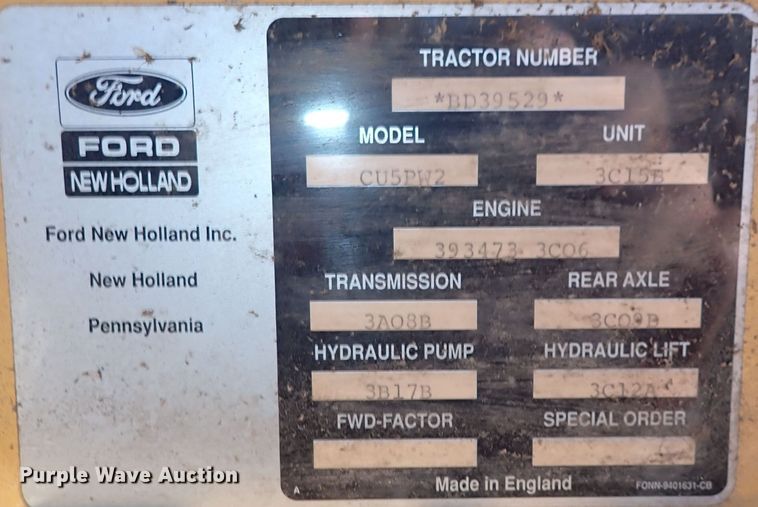 Ford
FORD
NEW HOLLAND
Ford New Holland Inc.
New Holland
Pennsylvania
TRACTOR NUMBER
*BD39529*
MODEL UNIT
CU5PW2 3C15B
ENGINE
393473 3C06
TRANSMISSION REAR AXLE
3A08B 3C09B
HYDRAULIC PUMP HYDRAULIC LIFT
3B17B 3C12A
FWD-FACTOR SPECIAL ORDER
A Made in England FONN-9401631-CB
Purple Wave Auction